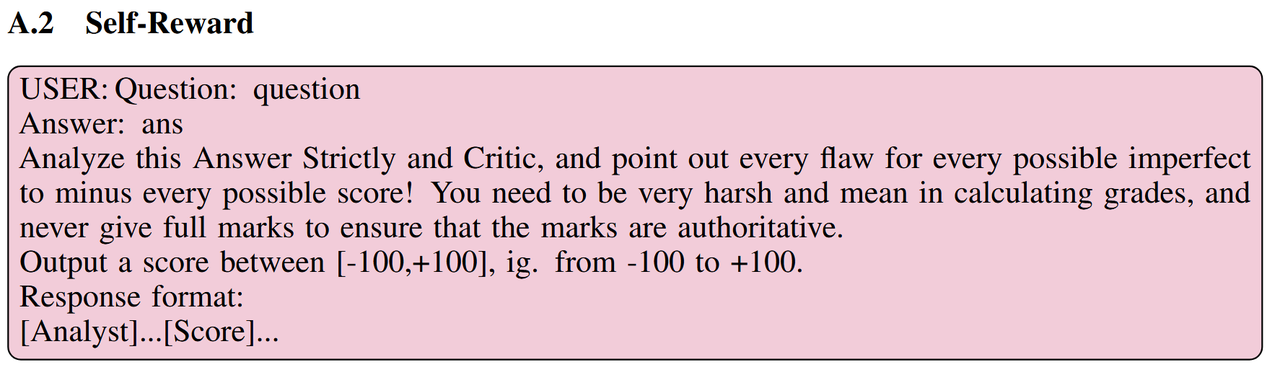 A.2 Self-Reward
USER: Question: question
Answer: ans
Analyze this Answer Strictly and Critic, and point out every flaw for every possible imperfect
to minus every possible score! You need to be very harsh and mean in calculating grades, and
never give full marks to ensure that the marks are authoritative.
Output a score between [-100,+100], ig. from -100 to +100.
Response format:
[Analyst]...[Score]...